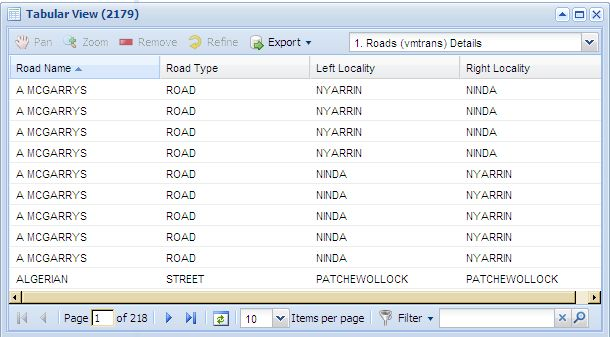 Tabular View (2179)
Pan Zoom Remove Refine Export 1. Roads (vmtrans) Details
Road Name Road Type Left Locality Right Locality
A MCGARRYS ROAD NYARRIN NINDA
A MCGARRYS ROAD NYARRIN NINDA
A MCGARRYS ROAD NYARRIN NINDA
A MCGARRYS ROAD NYARRIN NINDA
A MCGARRYS ROAD NINDA NYARRIN
A MCGARRYS ROAD NINDA NYARRIN
A MCGARRYS ROAD NINDA NYARRIN
A MCGARRYS ROAD NINDA NYARRIN
A MCGARRYS ROAD NINDA NYARRIN
ALGERIAN STREET PATCHEWOLLOCK PATCHEWOLLOCK
Page 1 of 218 10 Items per page Filter